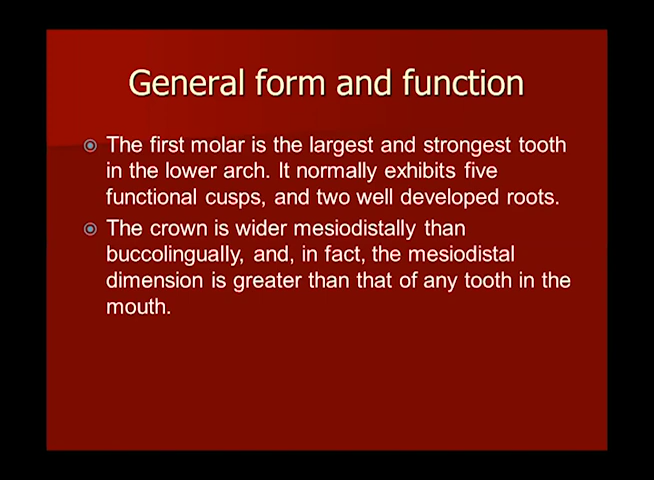 General form and function
The first molar is the largest and strongest tooth
in the lower arch. It normally exhibits five
functional cusps, and two well developed roots.
The crown is wider mesiodistally than
buccolingually, and, in fact, the mesiodistal
dimension is greater than that of any tooth in the
mouth.